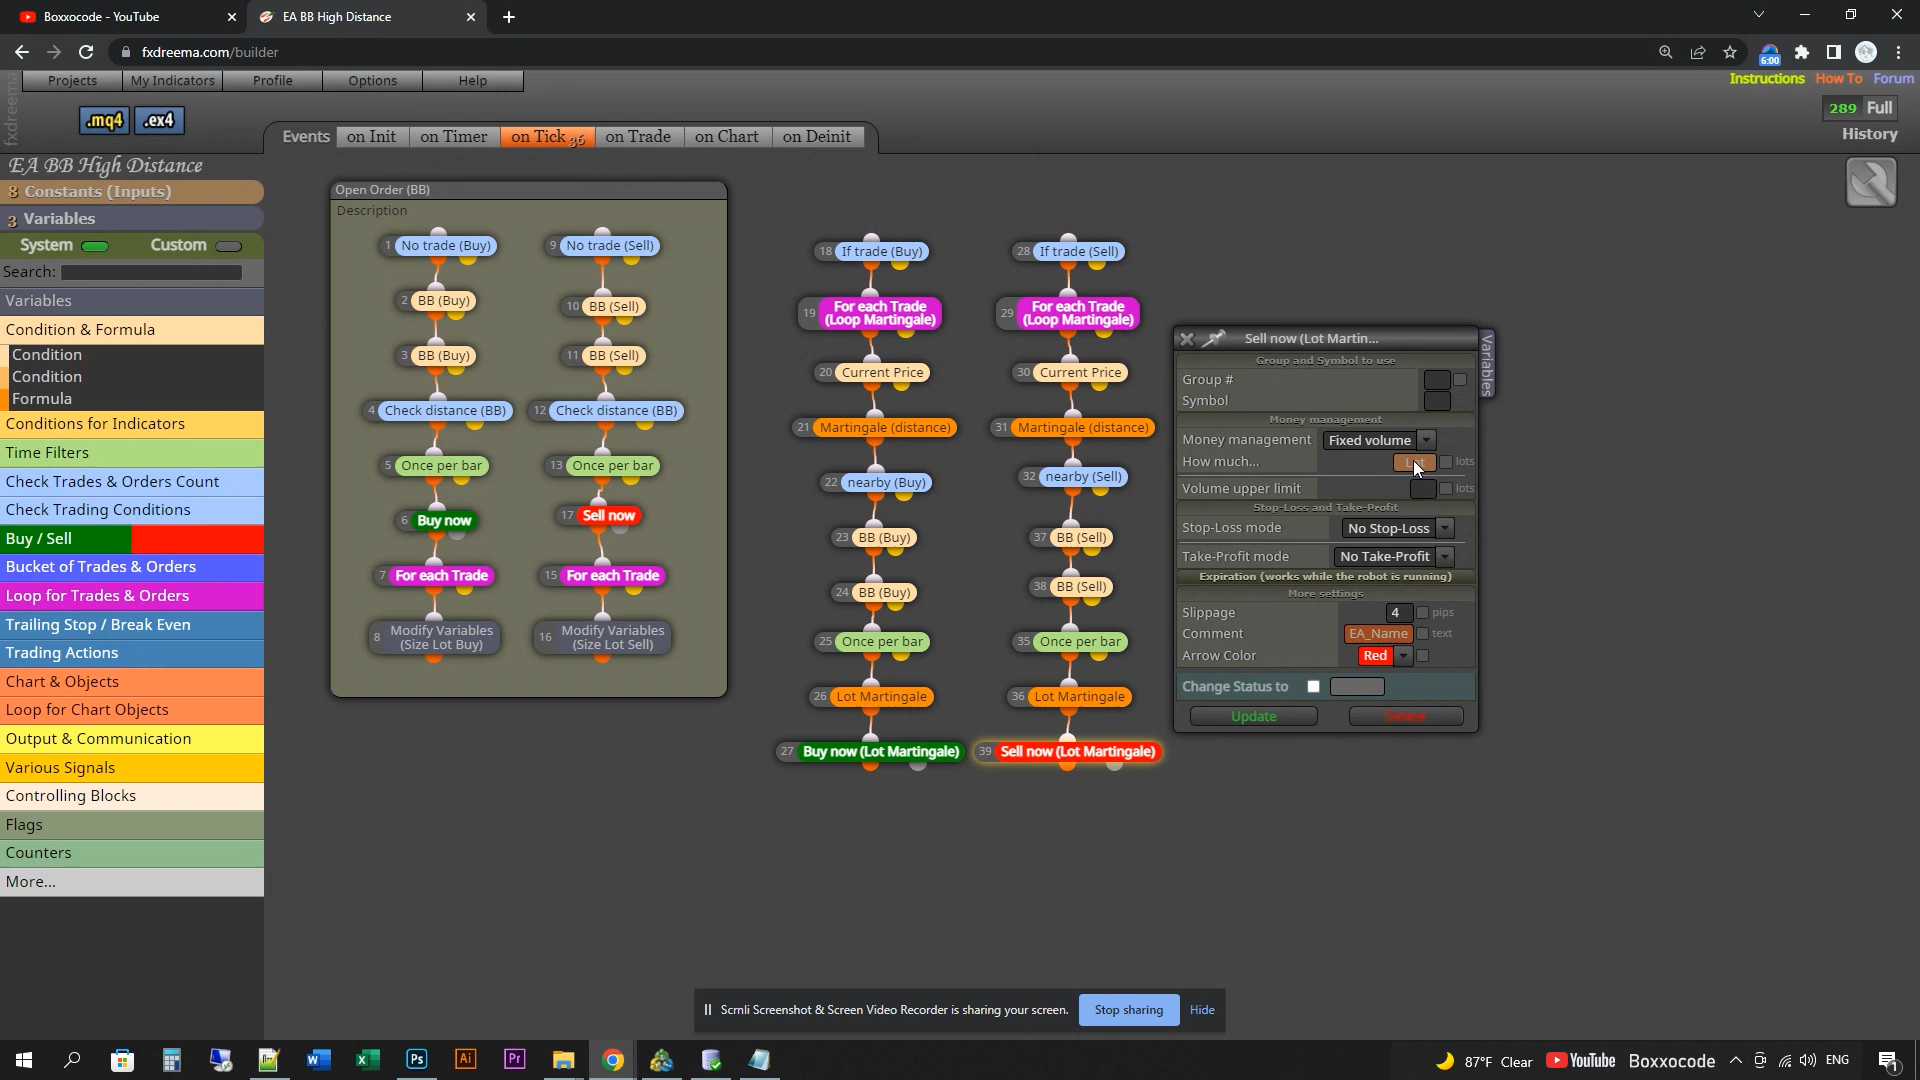 Boxxocode - YouTube
EA BB High Distance
fxdreema.com/builder
6:00
Projects
My Indicators
Profile
Options
Help
Instructions
How To
Forum
fxdreema
.mq4
.ex4
289 Full
History
Events
on Init
on Timer
on Tick 36
on Trade
on Chart
on Deinit
EA BB High Distance
8 Constants (Inputs)
3 Variables
System
Custom
Search:
Variables
Condition & Formula
Condition
Condition
Formula
Conditions for Indicators
Time Filters
Check Trades & Orders Count
Check Trading Conditions
Buy / Sell
Bucket of Trades & Orders
Loop for Trades & Orders
Trailing Stop / Break Even
Trading Actions
Chart & Objects
Loop for Chart Objects
Output & Communication
Various Signals
Controlling Blocks
Flags
Counters
More...
Open Order (BB)
Description
1 No trade (Buy)
2 BB (Buy)
3 BB (Buy)
4 Check distance (BB)
5 Once per bar
6 Buy now
7 For each Trade
8 Modify Variables
(Size Lot Buy)
9 No trade (Sell)
10 BB (Sell)
11 BB (Sell)
12 Check distance (BB)
13 Once per bar
17 Sell now
15 For each Trade
16 Modify Variables
(Size Lot Sell)
18 If trade (Buy)
19 For each Trade
(Loop Martingale)
20 Current Price
21 Martingale (distance)
22 nearby (Buy)
23 BB (Buy)
24 BB (Buy)
25 Once per bar
26 Lot Martingale
27 Buy now (Lot Martingale)
28 If trade (Sell)
29 For each Trade
(Loop Martingale)
30 Current Price
31 Martingale (distance)
32 nearby (Sell)
37 BB (Sell)
38 BB (Sell)
35 Once per bar
36 Lot Martingale
39 Sell now (Lot Martingale)
Sell now (Lot Martin...
Variables
Group and Symbol to use
Group #
Symbol
Money management
Money management Fixed volume
How much... lots
Volume upper limit lots
Stop-Loss and Take-Profit
Stop-Loss mode No Stop-Loss
Take-Profit mode No Take-Profit
Expiration (works while the robot is running)
More settings
Slippage 4 pips
Comment EA_Name text
Arrow Color Red
Change Status to
Update
Delete
Scrnli Screenshot & Screen Video Recorder is sharing your screen.
Stop sharing
Hide
Ps
Ai
Pr
87°F Clear
YouTube Boxxocode
ENG
1